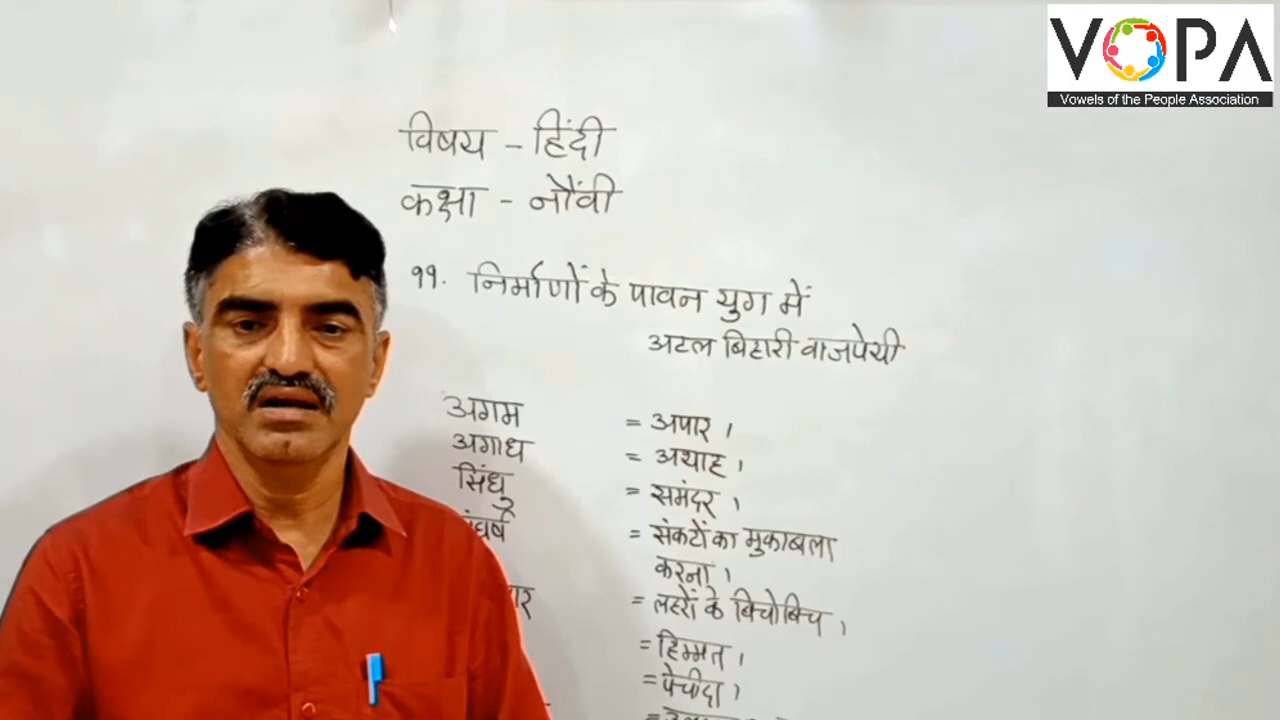 VOPA
Vowels of the People Association
विषय - हिंदी
कक्षा - नौंवी
११. निर्माणों के पावन युग में
अटल बिहारी वाजपेयी
अगम = अपार ।
अगाध = अथाह ।
सिंधु = समंदर ।
= संकटों का मुकाबला
करना ।
= लहरों के बिचोबिच ।
= हिम्मत ।
= पेचीदा ।